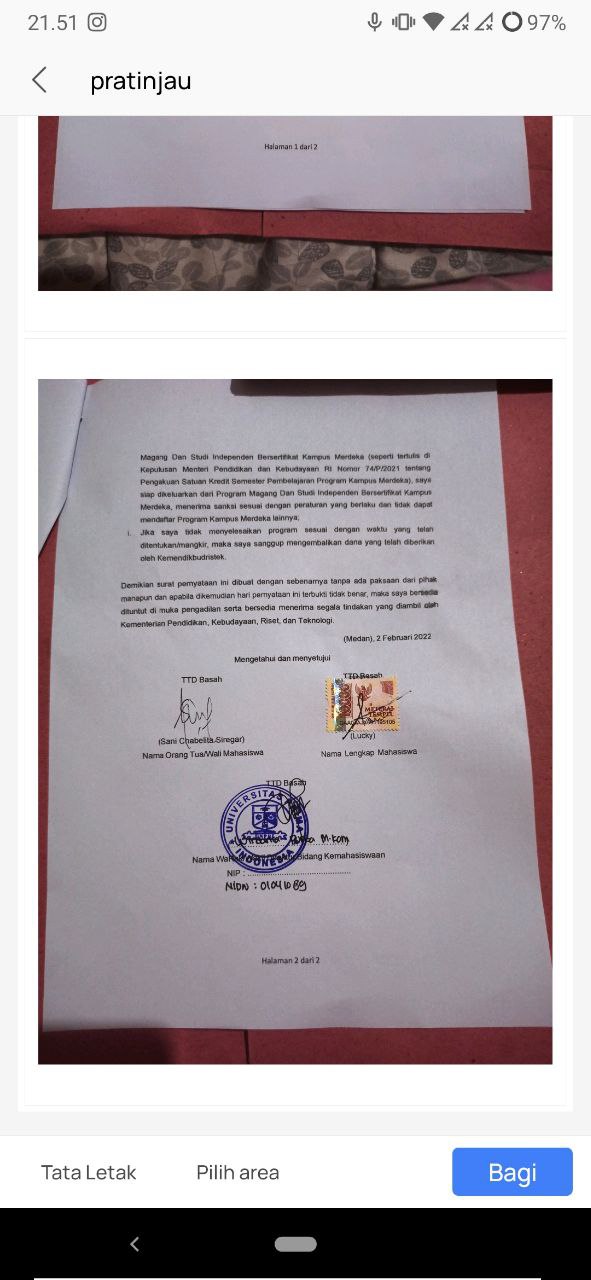 21.51
97%
pratinjau
Halaman 1 dari 2
Magang Dan Studi Independen Bersertifikat Kampus Merdeka (seperti tertulis di
Keputusan Menteri Pendidikan dan Kebudayaan RI Nomor 74/P/2021 tentang
Pengakuan Satuan Kredit Semester Pembelajaran Program Kampus Merdeka), saya
siap dikeluarkan dari Program Magang Dan Studi Independen Bersertifikat Kampus
Merdeka, menerima sanksi sesuai dengan peraturan yang berlaku dan tidak dapat
mendaftar Program Kampus Merdeka lainnya;
i. Jika saya tidak menyelesaikan program sesuai dengan waktu yang telah
ditentukan/mangkir, maka saya sanggup mengembalikan dana yang telah diberikan
oleh Kemendikbudristek.
Demikian surat pernyataan ini dibuat dengan sebenarnya tanpa ada paksaan dari pihak
manapun dan apabila dikemudian hari pernyataan ini terbukti tidak benar, maka saya bersedia
dituntut di muka pengadilan serta bersedia menerima segala tindakan yang diambil oleh
Kementerian Pendidikan, Kebudayaan, Riset, dan Teknologi.
(Medan), 2 Februari 2022
Mengetahui dan menyetujui
TTD Basah
TTD Basah
METERAI
TEMPEL
(Sani Chabelita Siregar)
(Lucky)
Nama Orang Tua/Wali Mahasiswa
Nama Lengkap Mahasiswa
TTD Basah
UNIVERSITAS
INDONESIA
M.Kom
Nama Bidang Kemahasiswaan
NIP : ........................................
NIDN :
Halaman 2 dari 2
Tata Letak
Pilih area
Bagi